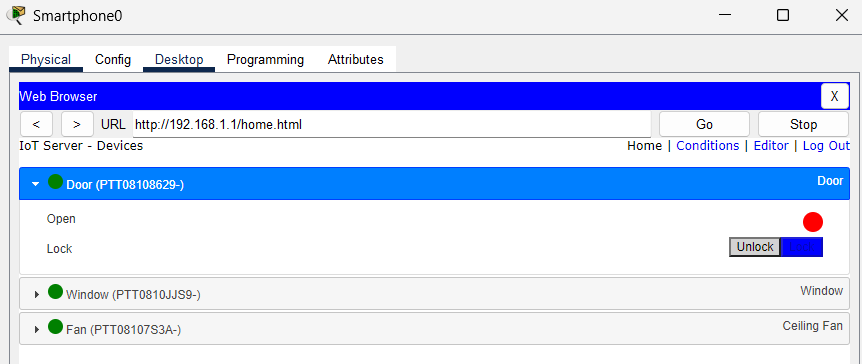 Smartphone0
Physical Config Desktop Programming Attributes
Web Browser X
< > URL http://192.168.1.1/home.html Go Stop
IoT Server - Devices Home | Conditions | Editor | Log Out
Door (PTT08108629-) Door
Open
Lock Unlock
Window (PTT0810JJS9-) Window
Fan (PTT08107S3A-) Ceiling Fan